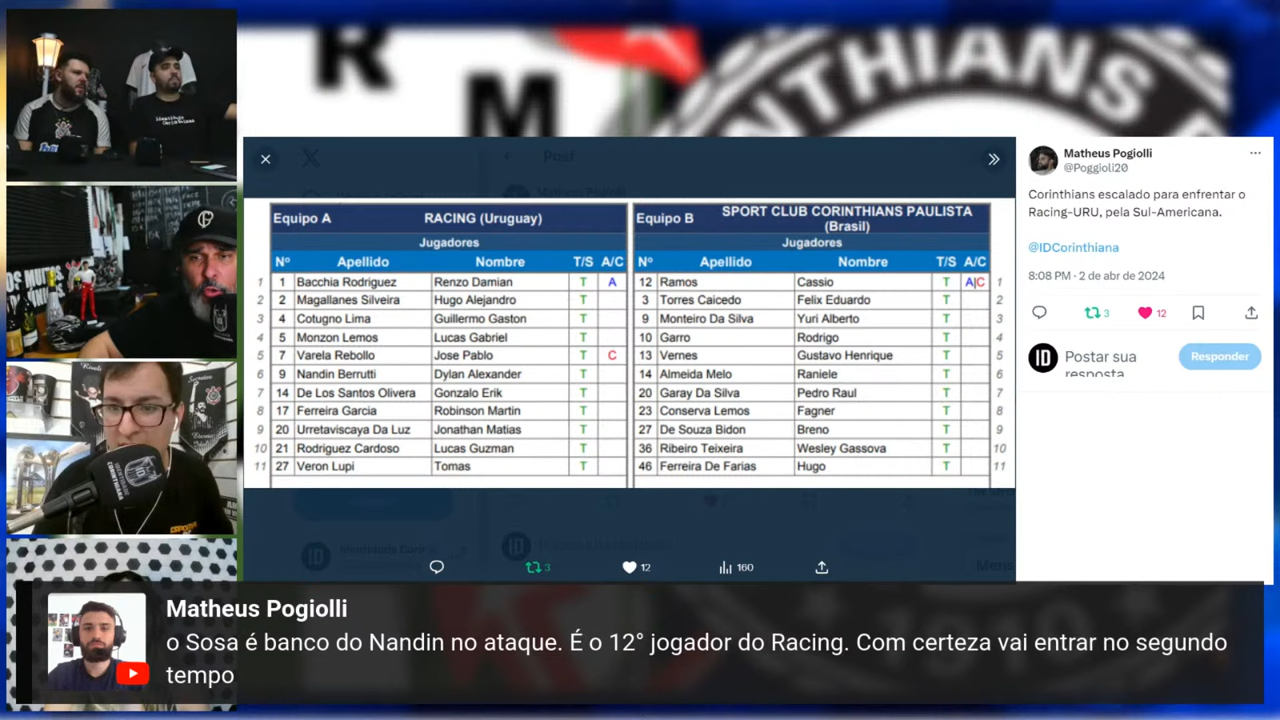 R
M
INTHIANS
Post
Equipo A RACING (Uruguay)
Jugadores
Nº Apellido Nombre T/S A/C
1 1 Bacchia Rodriguez Renzo Damian T A
2 2 Magallanes Silveira Hugo Alejandro T
3 4 Cotugno Lima Guillermo Gaston T
4 5 Monzon Lemos Lucas Gabriel T
5 7 Varela Rebollo Jose Pablo T C
6 9 Nandin Berrutti Dylan Alexander T
7 14 De Los Santos Olivera Gonzalo Erik T
8 17 Ferreira Garcia Robinson Martin T
9 20 Urretaviscaya Da Luz Jonathan Matias T
10 21 Rodriguez Cardoso Lucas Guzman T
11 27 Veron Lupi Tomas T
Equipo B SPORT CLUB CORINTHIANS PAULISTA
(Brasil)
Jugadores
Nº Apellido Nombre T/S A/C
12 Ramos Cassio T A|C 1
3 Torres Caicedo Felix Eduardo T 2
9 Monteiro Da Silva Yuri Alberto T 3
10 Garro Rodrigo T 4
13 Vernes Gustavo Henrique T 5
14 Almeida Melo Raniele T 6
20 Garay Da Silva Pedro Raul T 7
23 Conserva Lemos Fagner T 8
27 De Souza Bidon Breno T 9
36 Ribeiro Teixeira Wesley Gassova T 10
46 Ferreira De Farias Hugo T 11
3 12 160
Matheus Pogiolli
@Poggioli20
Corinthians escalado para enfrentar o
Racing-URU, pela Sul-Americana.
@IDCorinthiana
8:08 PM · 2 de abr de 2024
3 12
ID Postar sua
resposta
Responder
Matheus Pogiolli
o Sosa é banco do Nandin no ataque. É o 12° jogador do Racing. Com certeza vai entrar no segundo
tempo